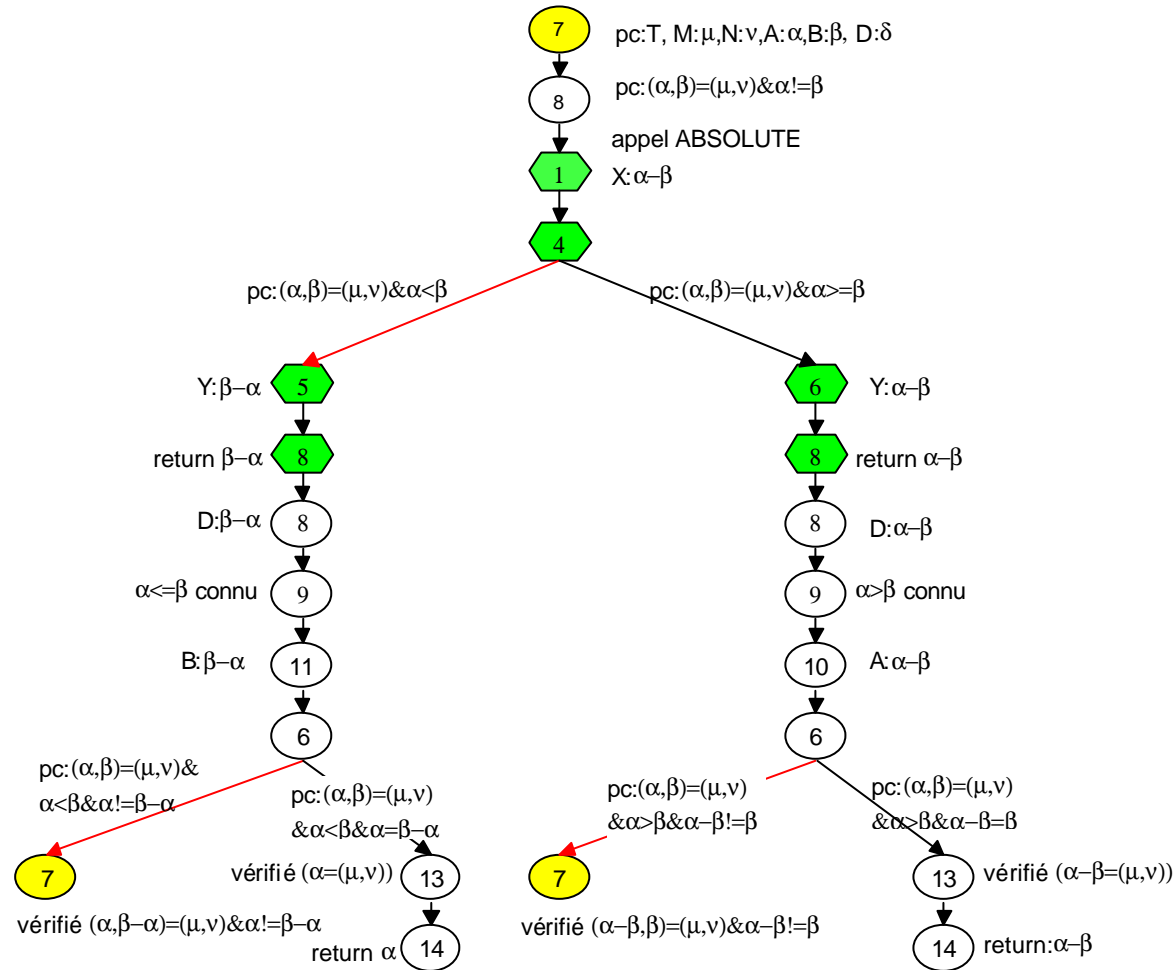 7 pc:T, M:μ,N:ν,A:α,B:β, D:δ
8 pc:(α,β)=(μ,ν)&α!=β
appel ABSOLUTE
1 X:α−β
4
pc:(α,β)=(μ,ν)&α<β pc:(α,β)=(μ,ν)&α>=β
Y:β−α 5 6 Y:α−β
return β−α 8 8 return α−β
D:β−α 8 8 D:α−β
α<=β connu 9 9 α>β connu
B:β−α 11 10 A:α−β
6 6
pc:(α,β)=(μ,ν)&
α<β&α!=β−α
pc:(α,β)=(μ,ν)
&α<β&α=β−α
pc:(α,β)=(μ,ν)
&α>β&α−β!=β
pc:(α,β)=(μ,ν)
&α>β&α−β=β
7 vérifié (α=(μ,ν)) 13 7 13 vérifié (α−β=(μ,ν))
vérifié (α,β−α)=(μ,ν)&α!=β−α vérifié (α−β,β)=(μ,ν)&α−β!=β
return α 14 14 return:α−β